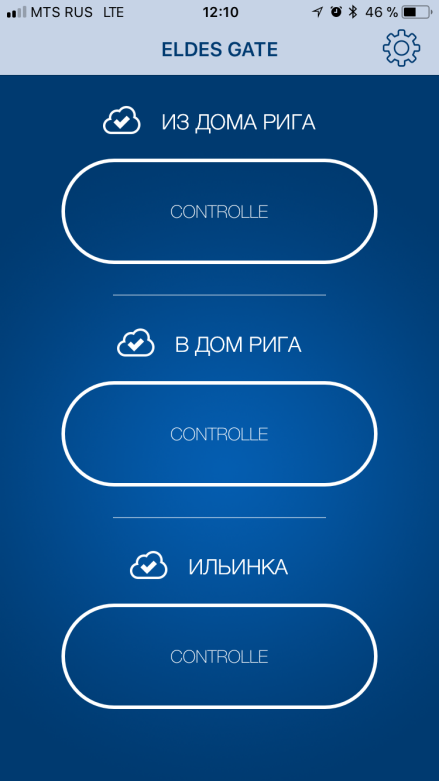 MTS RUS LTE 12:10 46 %
ELDES GATE
ИЗ ДОМА РИГА
CONTROLLE
В ДОМ РИГА
CONTROLLE
ИЛЬИНКА
CONTROLLE